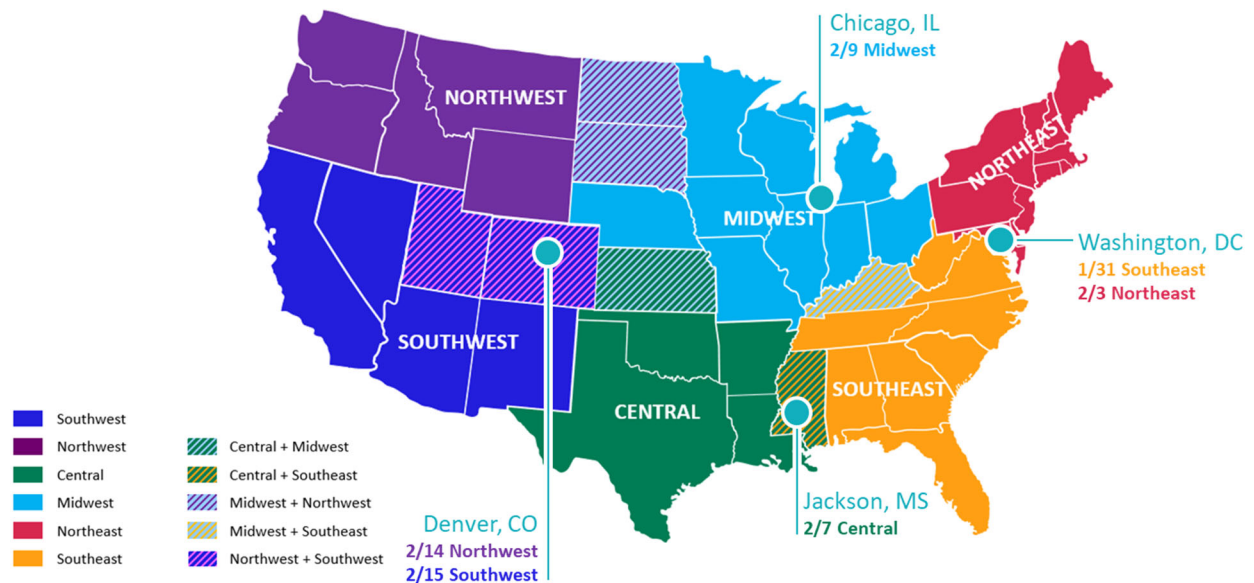 Chicago, IL
2/9 Midwest
NORTHWEST
NORTHEAST
MIDWEST
Washington, DC
1/31 Southeast
2/3 Northeast
SOUTHWEST
SOUTHEAST
CENTRAL
Southwest
Northwest
Central
Midwest
Northeast
Southeast
Central + Midwest
Central + Southeast
Midwest + Northwest
Midwest + Southeast
Northwest + Southwest
Denver, CO
2/14 Northwest
2/15 Southwest
Jackson, MS
2/7 Central